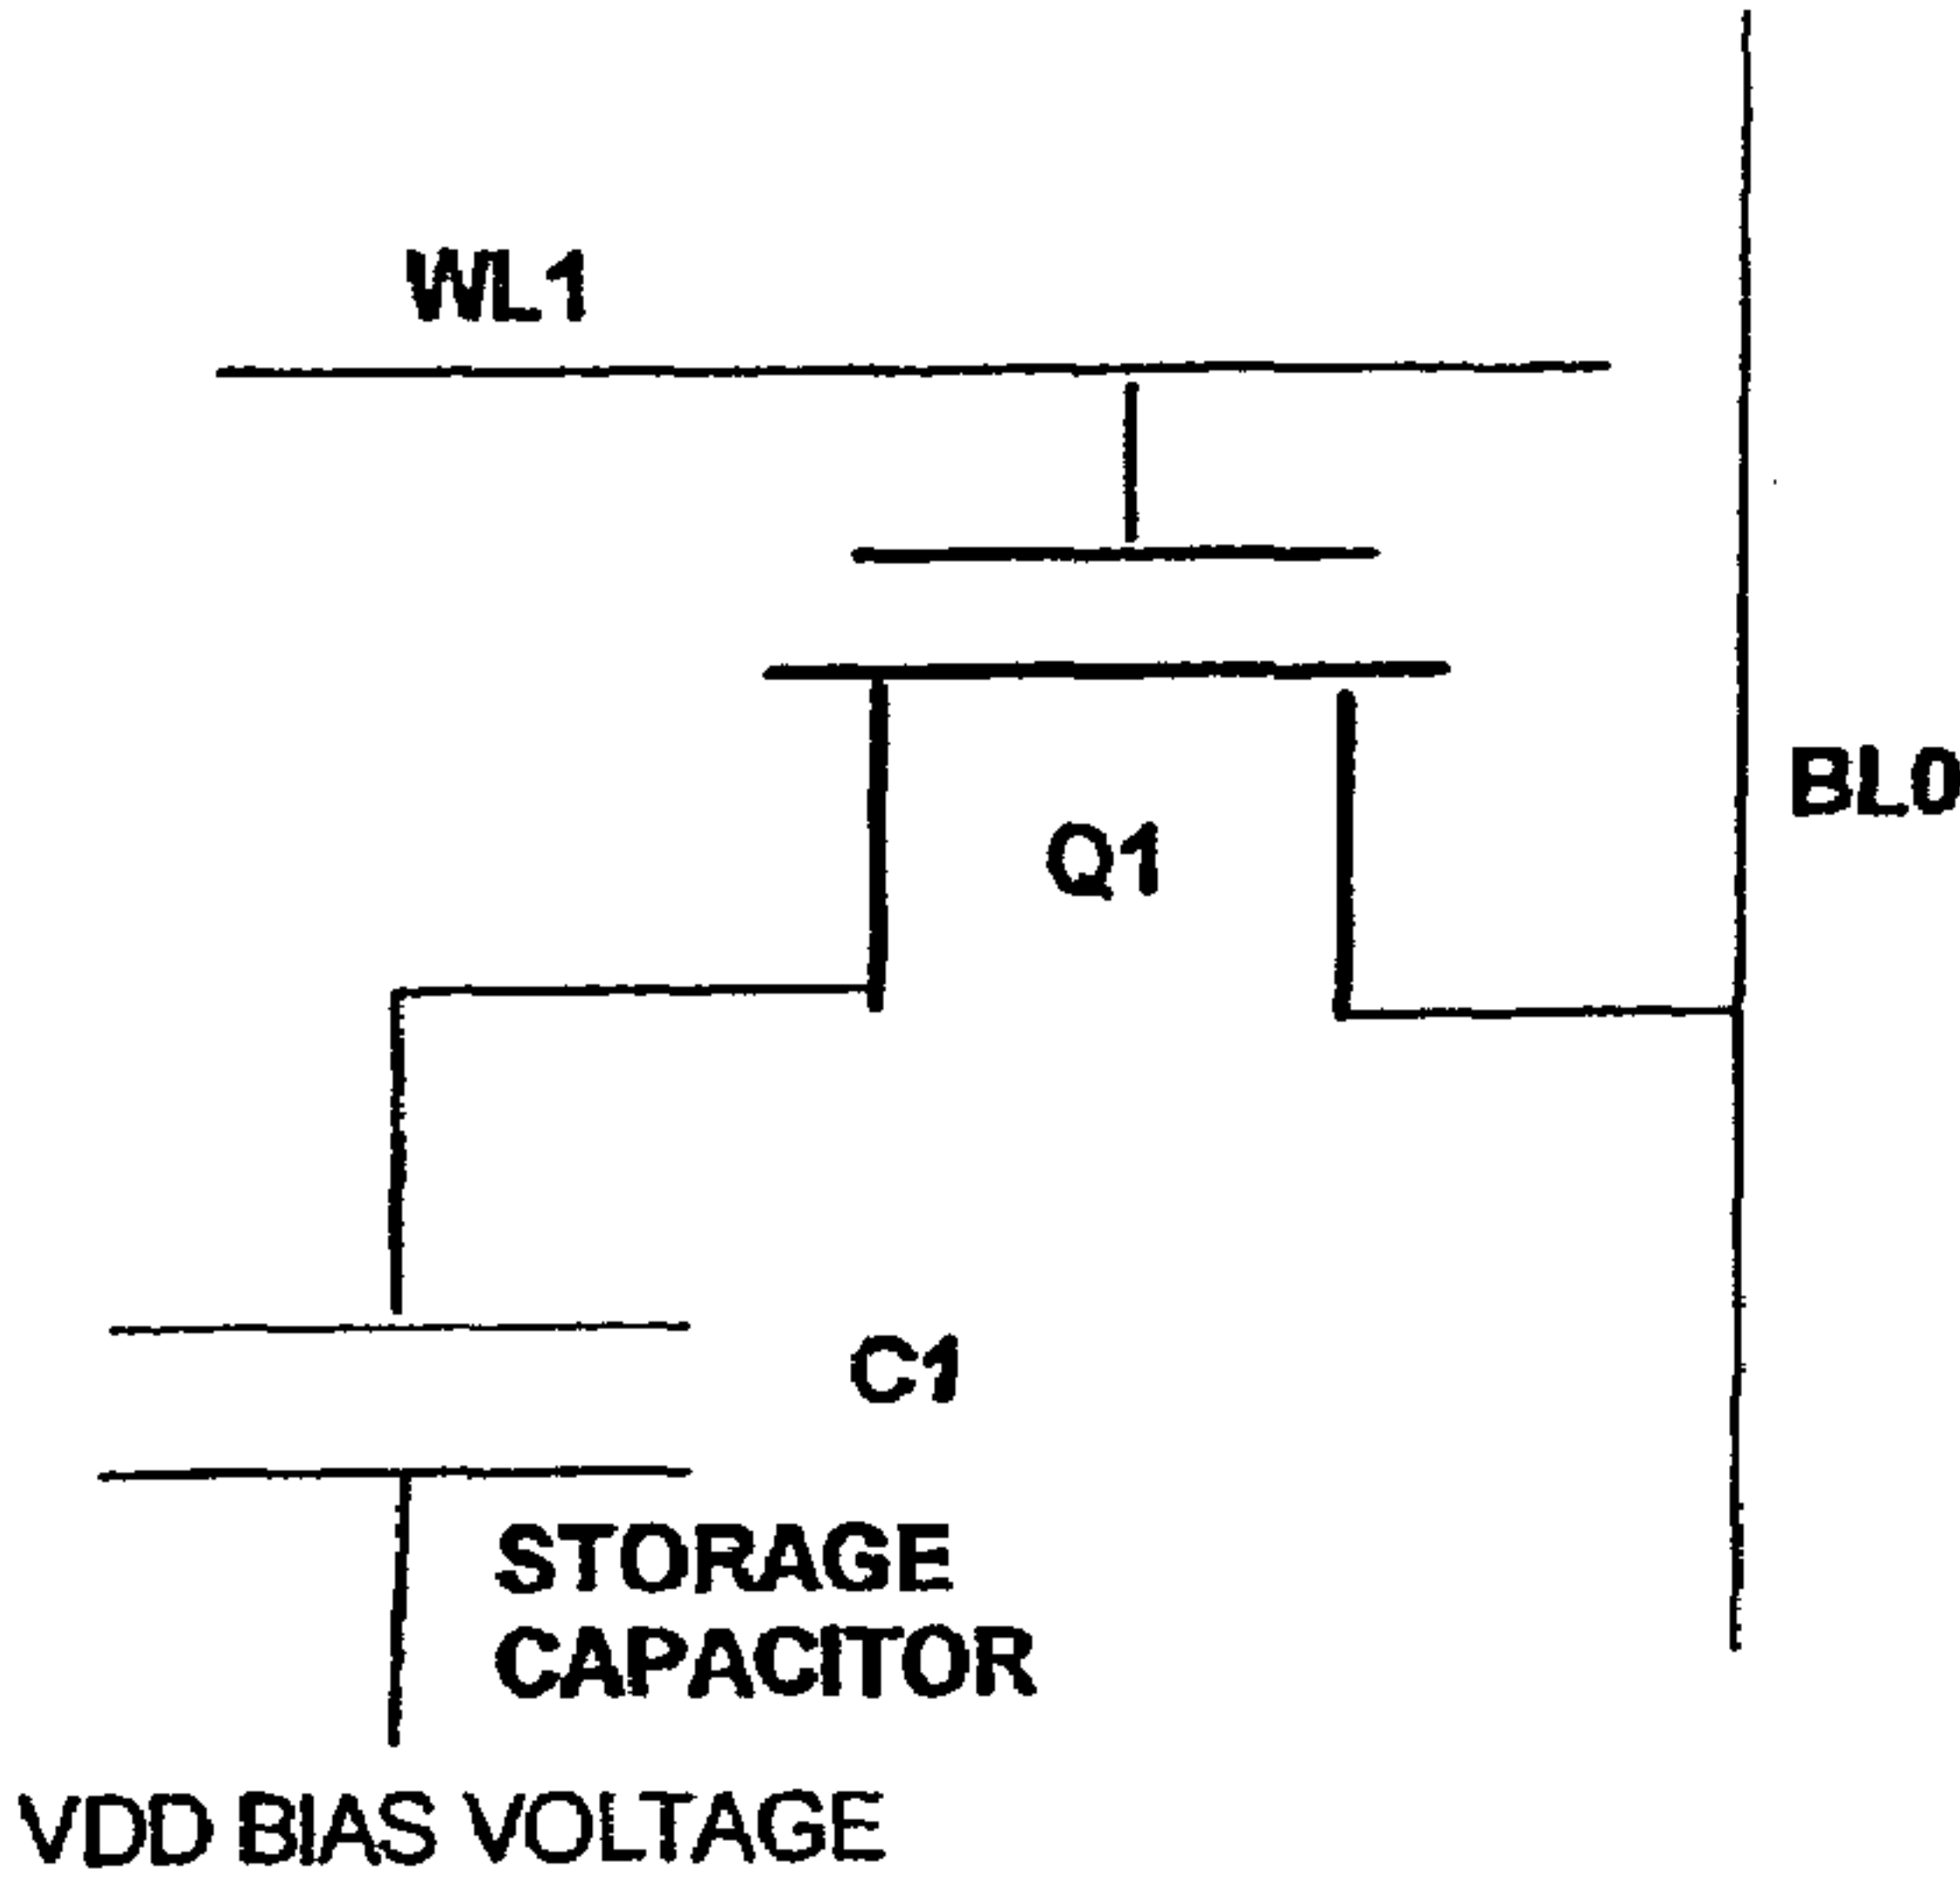 WL1
BL0
Q1
C1
STORAGE
CAPACITOR
VDD BIAS VOLTAGE